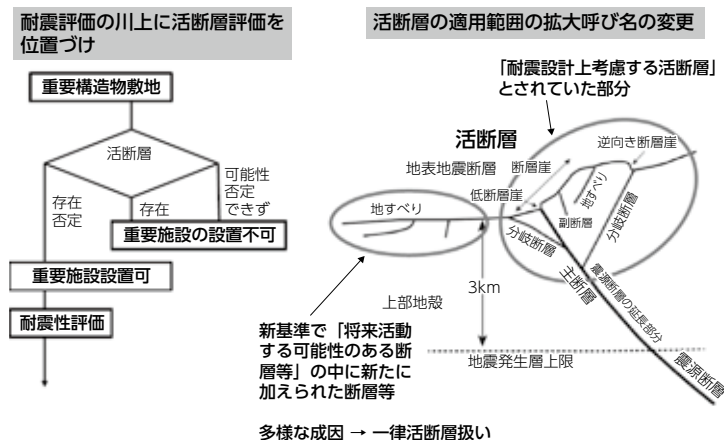 耐震評価の川上に活断層評価を
位置づけ
重要構造物敷地
活断層
存在
否定
存在
可能性
否定
できず
重要施設の設置不可
重要施設設置可
耐震性評価
活断層の適用範囲の拡大呼び名の変更
「耐震設計上考慮する活断層」
とされていた部分
活断層
逆向き断層崖
地表地震断層
断層崖
低断層崖
地すべり
地すべり
副断層
分岐断層
分岐断層
主断層
3km
上部地殻
震源断層の延長部分
地震発生層上限
震源断層
新基準で「将来活動
する可能性のある断
層等」の中に新たに
加えられた断層等
多様な成因 → 一律活断層扱い